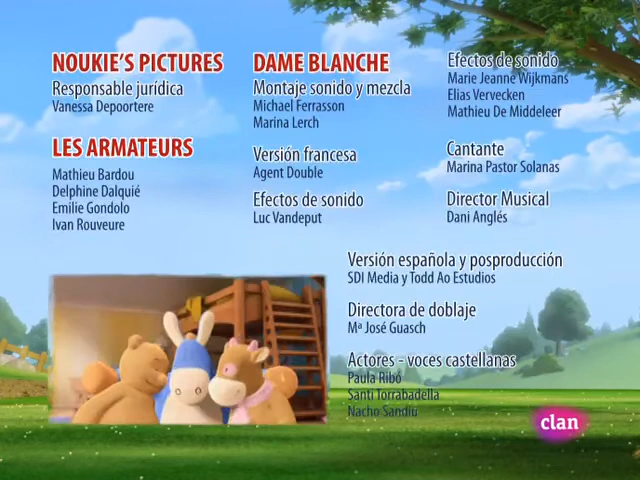 NOUKIE'S PICTURES
Responsable jurídica
Vanessa Depoortere
LES ARMATEURS
Mathieu Bardou
Delphine Dalquié
Emilie Gondolo
Ivan Rouveure
DAME BLANCHE
Montaje sonido y mezcla
Michael Ferrasson
Marina Lerch
Versión francesa
Agent Double
Efectos de sonido
Luc Vandeput
Efectos de sonido
Marie Jeanne Wijkmans
Elias Vervecken
Mathieu De Middeleer
Cantante
Marina Pastor Solanas
Director Musical
Dani Anglés
Versión española y posproducción
SDI Media y Todd Ao Estudios
Directora de doblaje
Mª José Guasch
Actores - voces castellanas
Paula Ribó
Santi Torrabadella
Nacho Sandiu
clan